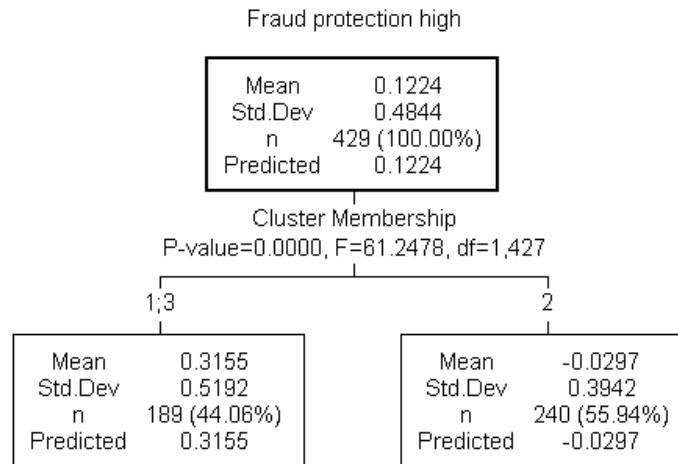 Fraud protection high
Mean 0.1224
Std.Dev 0.4844
n 429 (100.00%)
Predicted 0.1224
Cluster Membership
P-value=0.0000, F=61.2478, df=1,427
1;3
2
Mean 0.3155
Std.Dev 0.5192
n 189 (44.06%)
Predicted 0.3155
Mean -0.0297
Std.Dev 0.3942
n 240 (55.94%)
Predicted -0.0297